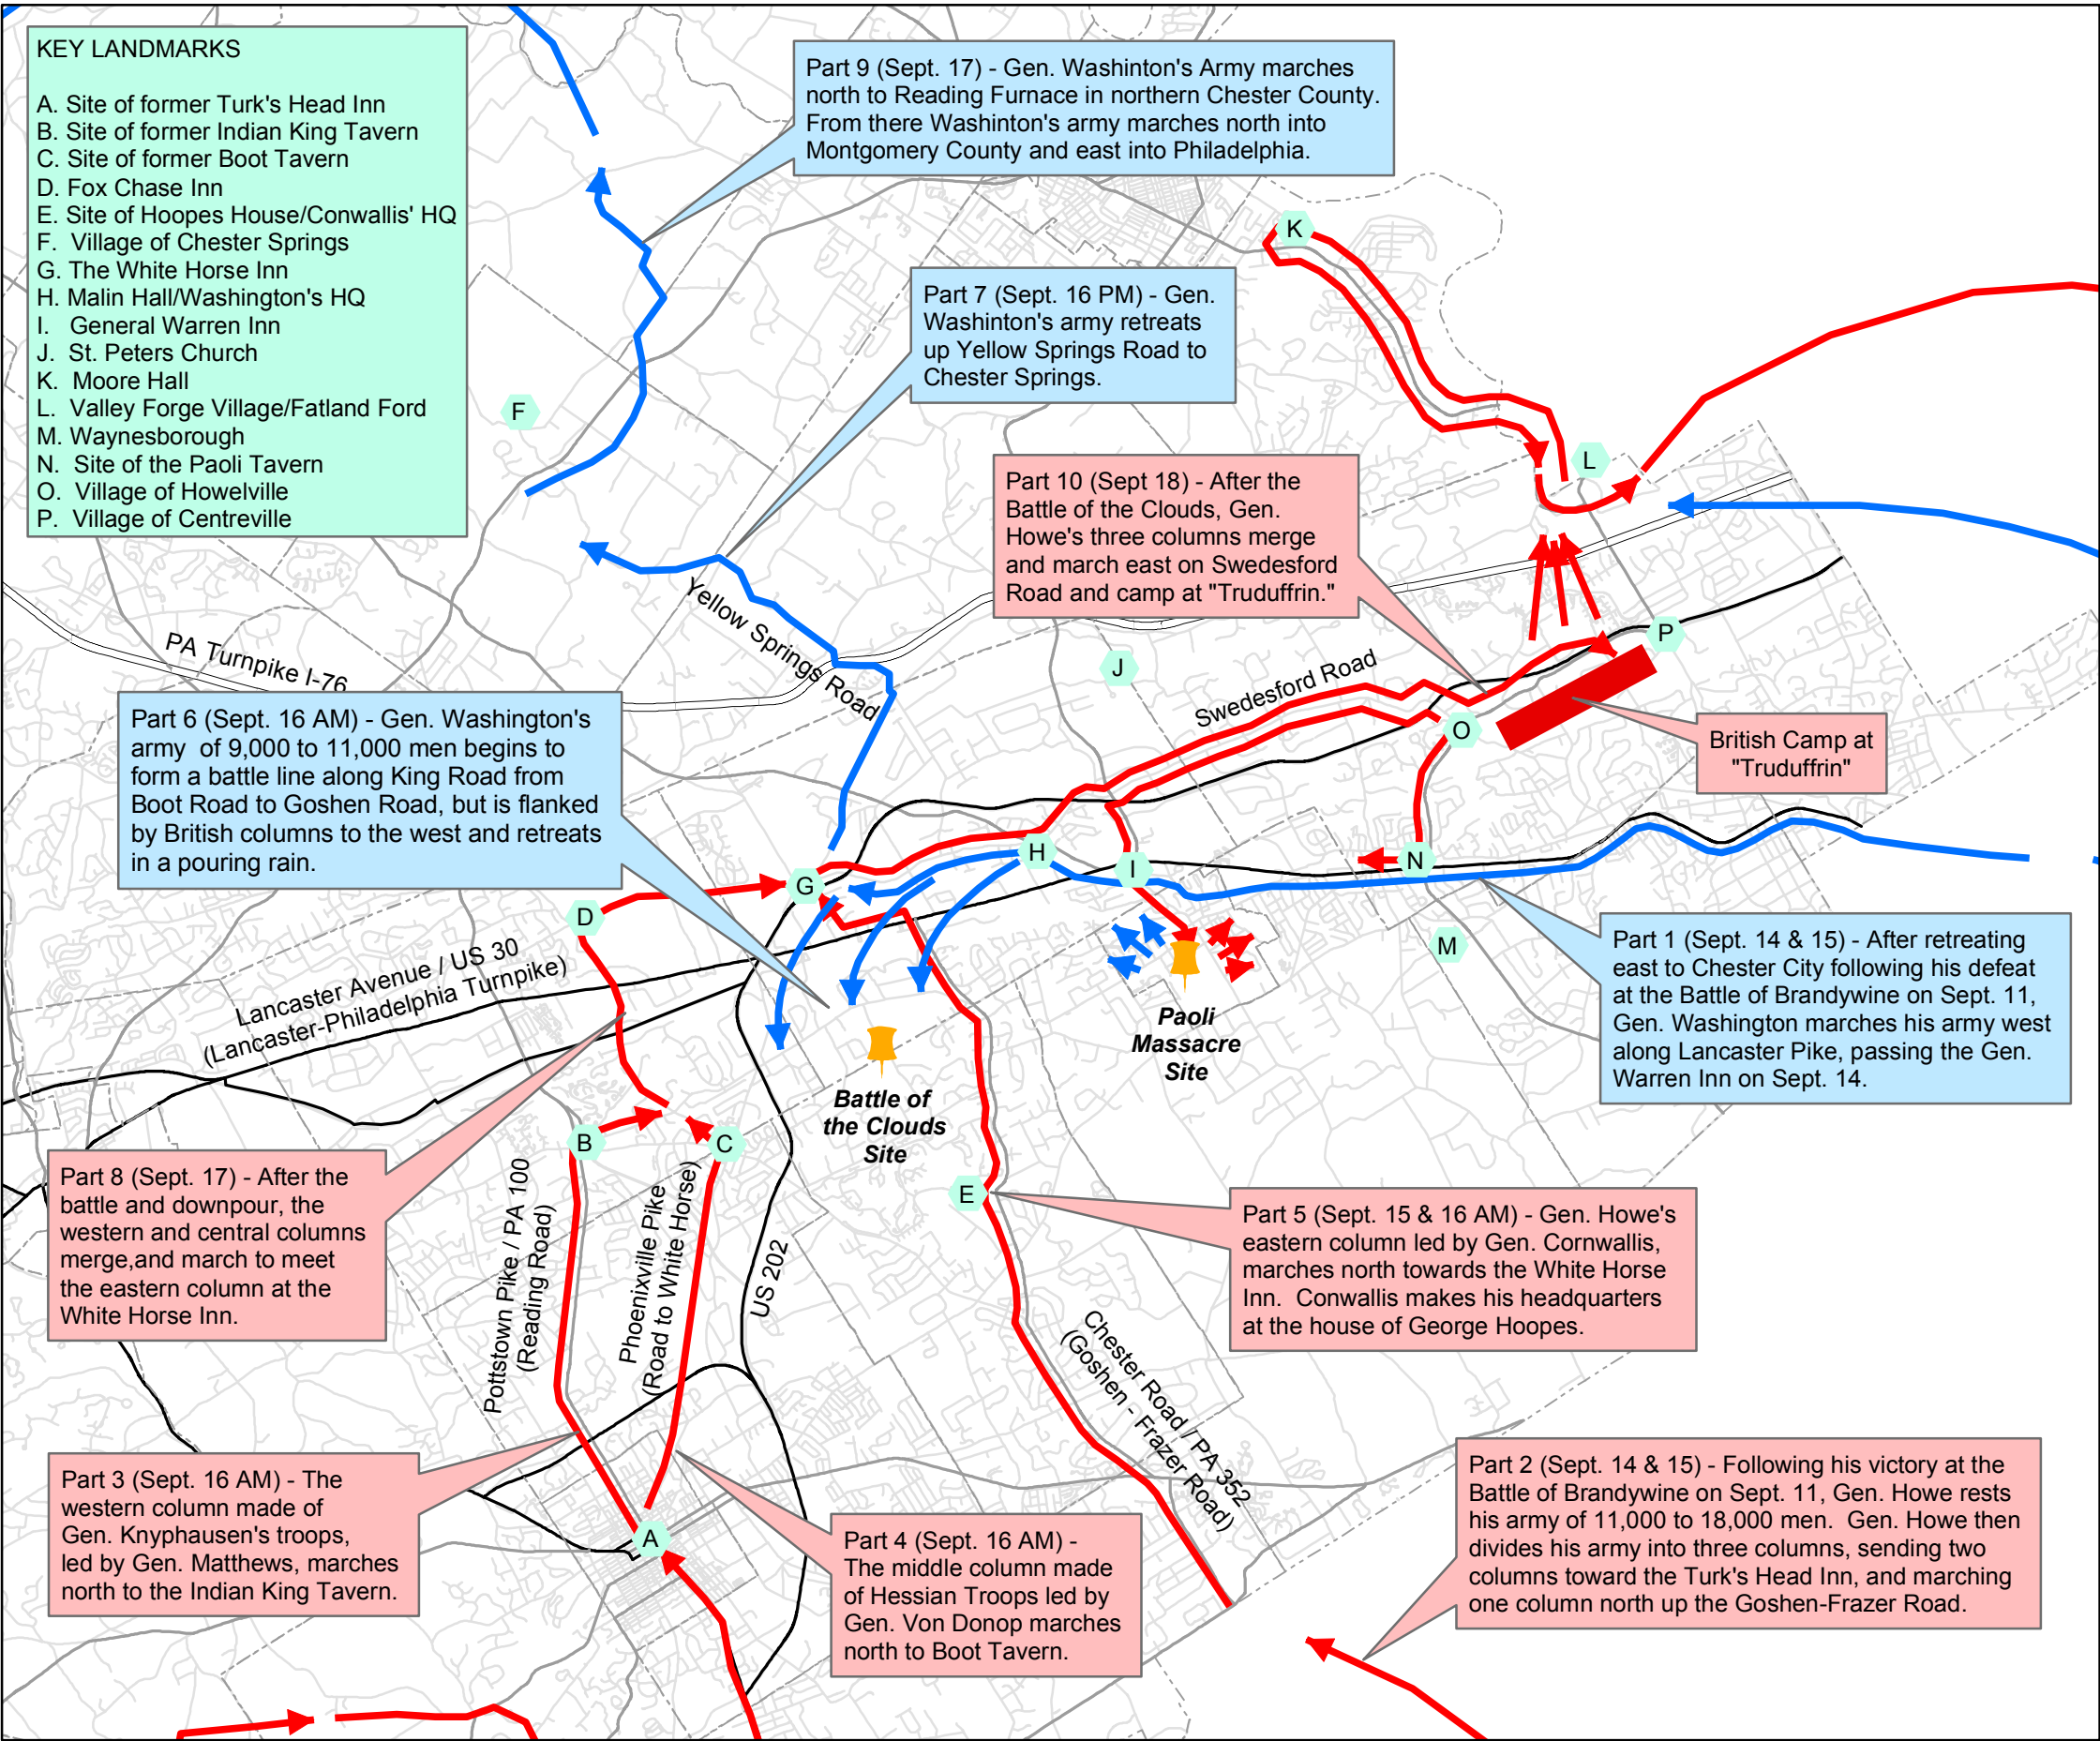 KEY LANDMARKS
A. Site of former Turk's Head Inn
B. Site of former Indian King Tavern
C. Site of former Boot Tavern
D. Fox Chase Inn
E. Site of Hoopes House/Conwallis' HQ
F. Village of Chester Springs
G. The White Horse Inn
H. Malin Hall/Washington's HQ
I. General Warren Inn
J. St. Peters Church
K. Moore Hall
L. Valley Forge Village/Fatland Ford
M. Waynesborough
N. Site of the Paoli Tavern
O. Village of Howelville
P. Village of Centreville
Part 9 (Sept. 17) - Gen. Washinton's Army marches
north to Reading Furnace in northern Chester County.
From there Washinton's army marches north into
Montgomery County and east into Philadelphia.
K
Part 7 (Sept. 16 PM) - Gen.
Washinton's army retreats
up Yellow Springs Road to
Chester Springs.
F
L
Part 10 (Sept 18) - After the
Battle of the Clouds, Gen.
Howe's three columns merge
and march east on Swedesford
Road and camp at "Truduffrin."
Yellow Springs Road
PA Turnpike I-76
P
J
Swedesford Road
O
British Camp at
"Truduffrin"
Part 6 (Sept. 16 AM) - Gen. Washington's
army of 9,000 to 11,000 men begins to
form a battle line along King Road from
Boot Road to Goshen Road, but is flanked
by British columns to the west and retreats
in a pouring rain.
H
I
N
G
D
M
Lancaster Avenue / US 30
(Lancaster-Philadelphia Turnpike)
Part 1 (Sept. 14 & 15) - After retreating
east to Chester City following his defeat
at the Battle of Brandywine on Sept. 11,
Gen. Washington marches his army west
along Lancaster Pike, passing the Gen.
Warren Inn on Sept. 14.
Paoli
Massacre
Site
Battle of
the Clouds
Site
B
C
E
Part 8 (Sept. 17) - After the
battle and downpour, the
western and central columns
merge,and march to meet
the eastern column at the
White Horse Inn.
Pottstown Pike / PA 100
(Reading Road)
Phoenixville Pike
(Road to White Horse)
US 202
Part 5 (Sept. 15 & 16 AM) - Gen. Howe's
eastern column led by Gen. Cornwallis,
marches north towards the White Horse
Inn. Conwallis makes his headquarters
at the house of George Hoopes.
Chester Road / PA 352
(Goshen - Frazer Road)
Part 3 (Sept. 16 AM) - The
western column made of
Gen. Knyphausen's troops,
led by Gen. Matthews, marches
north to the Indian King Tavern.
A
Part 4 (Sept. 16 AM) -
The middle column made
of Hessian Troops led by
Gen. Von Donop marches
north to Boot Tavern.
Part 2 (Sept. 14 & 15) - Following his victory at the
Battle of Brandywine on Sept. 11, Gen. Howe rests
his army of 11,000 to 18,000 men. Gen. Howe then
divides his army into three columns, sending two
columns toward the Turk's Head Inn, and marching
one column north up the Goshen-Frazer Road.